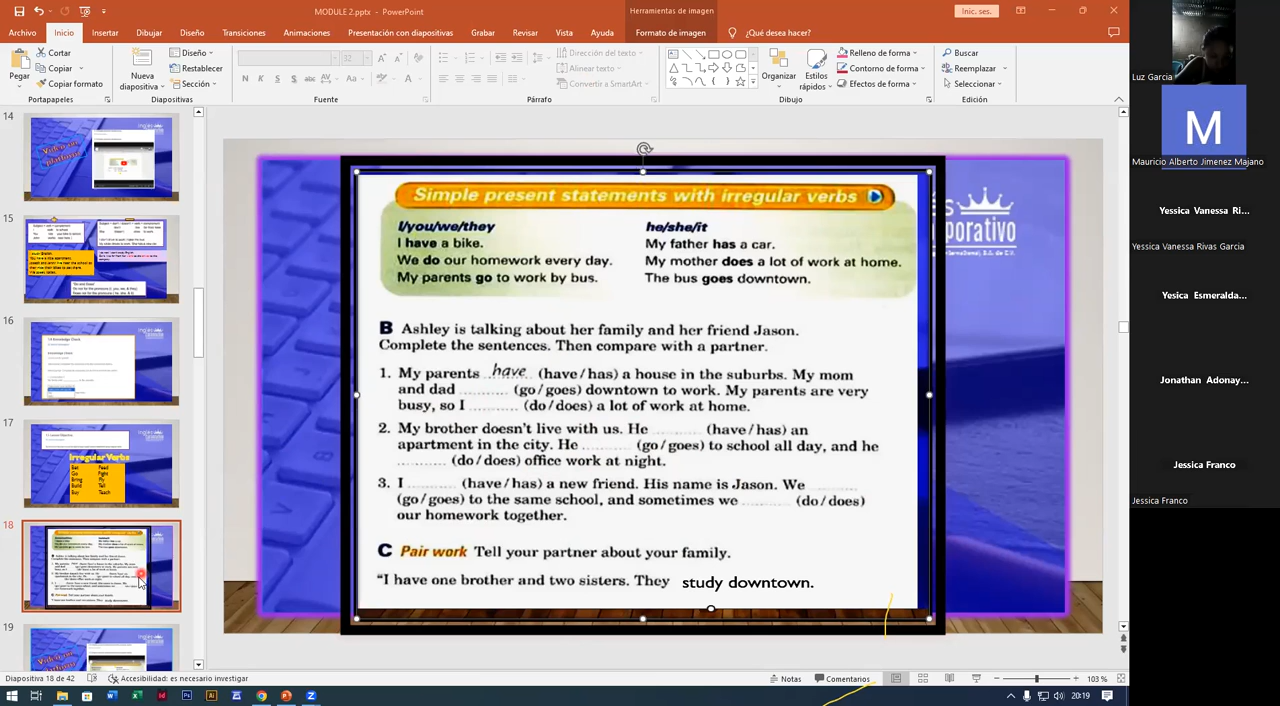 MODULE 2.pptx - PowerPoint
Herramientas de imagen
Inic. ses.
Archivo Inicio Insertar Dibujar Diseño Transiciones Animaciones Presentación con diapositivas Grabar Revisar Vista Ayuda Formato de imagen ¿Qué desea hacer?
Pegar
Cortar
Copiar
Copiar formato
Portapapeles
Nueva diapositiva
Diseño
Restablecer
Sección
Diapositivas
32
N K S abc AV Aa A
Fuente
Dirección del texto
Alinear texto
Convertir a SmartArt
Párrafo
Organizar
Estilos rápidos
Relleno de forma
Contorno de forma
Efectos de forma
Dibujo
Buscar
Reemplazar
Seleccionar
Edición
14
15
16
17
Irregular Verbs
18
19
Simple present statements with irregular verbs
I/you/we/they
I have a bike.
We do our homework every day.
My parents go to work by bus.
he/she/it
My father has a car.
My mother does a lot of work at home.
The bus goes downtown.
B Ashley is talking about her family and her friend Jason.
Complete the sentences. Then compare with a partner.
1. My parents have (have/has) a house in the suburbs. My mom
and dad (go/goes) downtown to work. My parents are very
busy, so I (do/does) a lot of work at home.
2. My brother doesn't live with us. He (have/has) an
apartment in the city. He (go/goes) to school all day, and he
(do/does) office work at night.
3. I (have/has) a new friend. His name is Jason. We
(go/goes) to the same school, and sometimes we (do/does)
our homework together.
C Pair work Tell your partner about your family.
"I have one brother and two sisters. They study downtown.
Luz Garcia
M
Mauricio Alberto Jimenez Majano
Yessica Vanessa Ri...
Yessica Vanessa Rivas Garcia
Yesica Esmeralda...
Jonathan Adonay...
Jessica Franco
Jessica Franco
Diapositiva 18 de 42
Accesibilidad: es necesario investigar
Notas
Comentarios
103 %
20:19